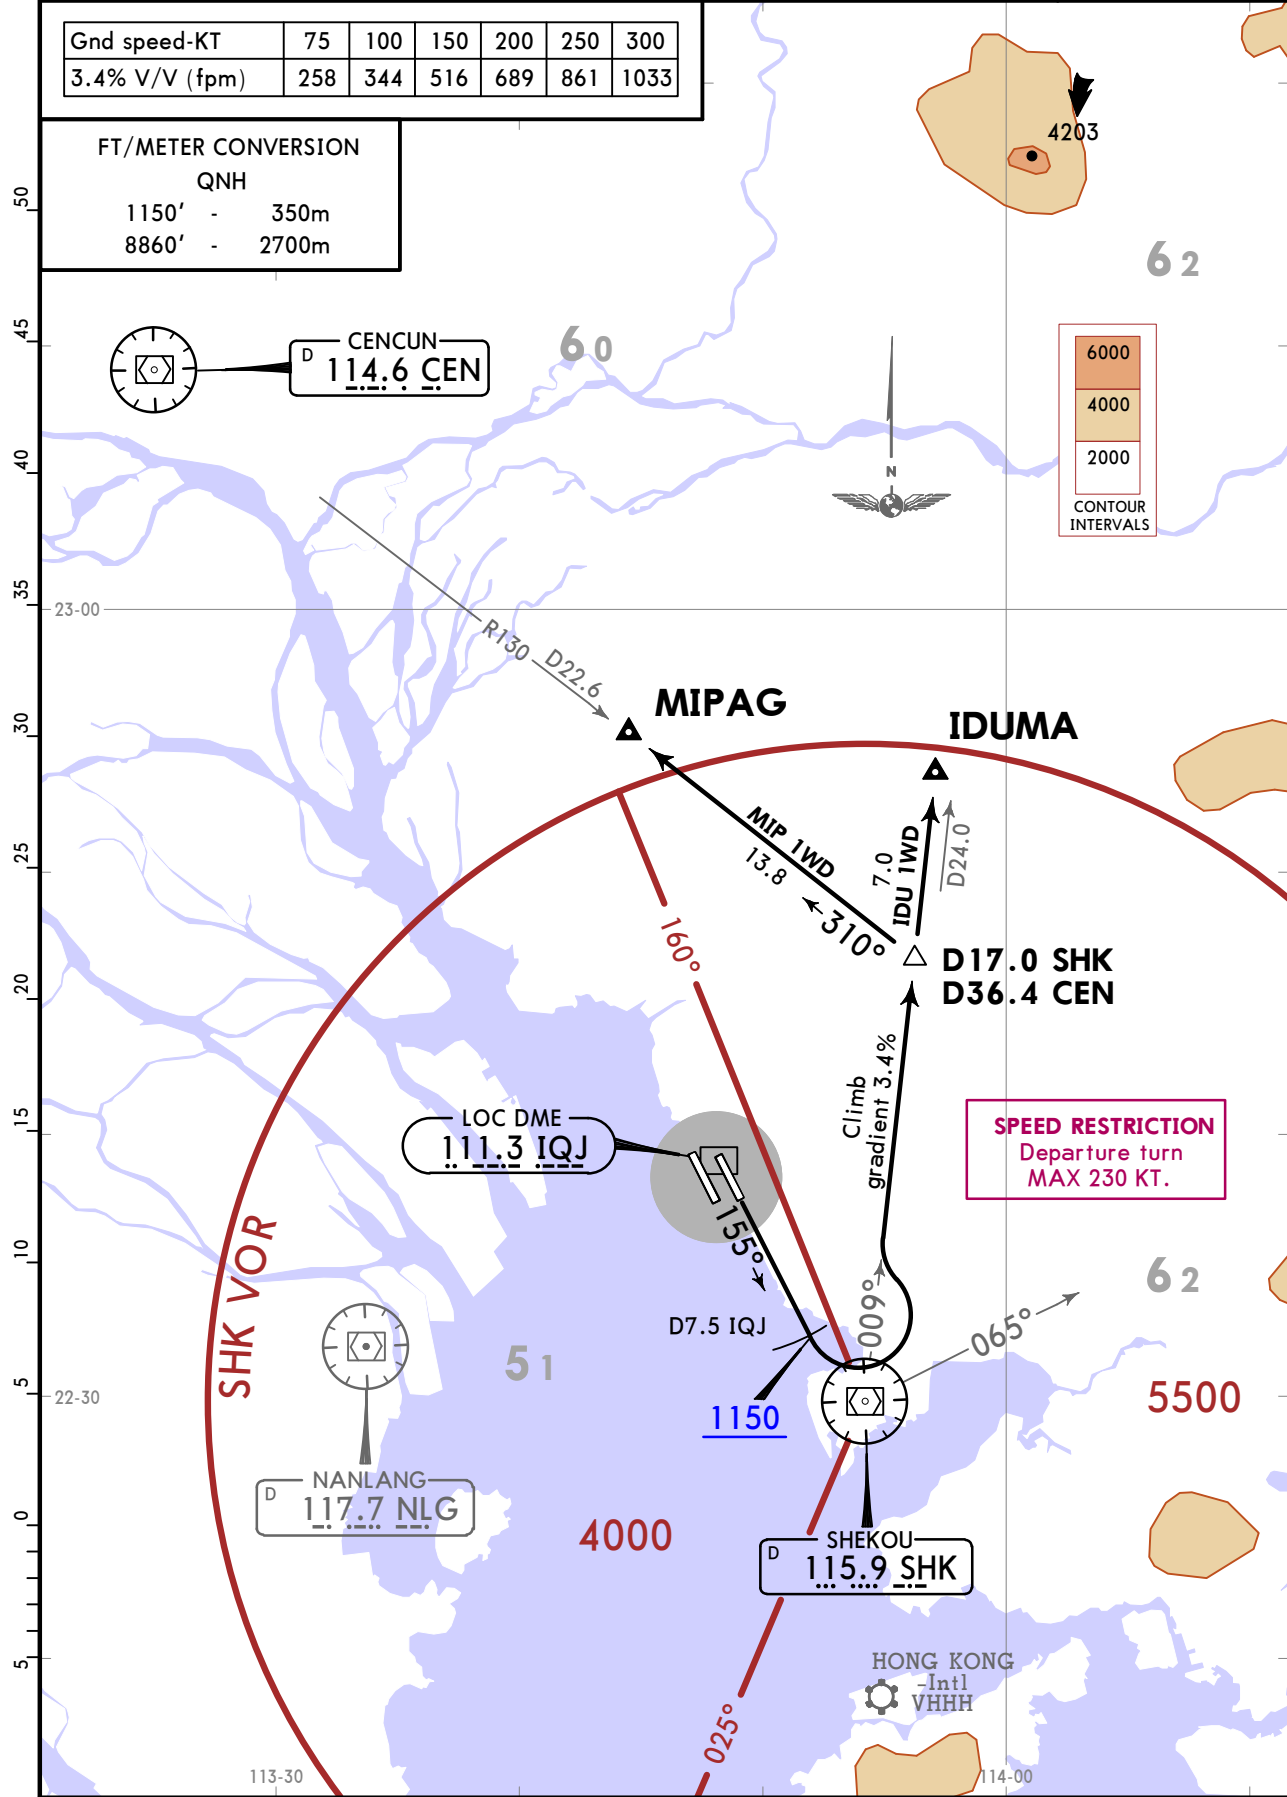 Gnd speed-KT 75 100 150 200 250 300
3.4% V/V (fpm) 258 344 516 689 861 1033
FT/METER CONVERSION
QNH
1150' - 350m
8860' - 2700m
4203
50
62
45
60
CENCUN
D 114.6 CEN
6000
4000
2000
CONTOUR
INTERVALS
N
40
35
23-00
R130 D22.6
30
MIPAG
IDUMA
MIP 1WD
13.8
7.0
IDU 1WD
D24.0
25
310°
160°
D17.0 SHK
D36.4 CEN
20
Climb
gradient 3.4%
15
LOC DME
111.3 IQJ
SPEED RESTRICTION
Departure turn
MAX 230 KT.
155°
10
SHK VOR
62
009°
065°
D7.5 IQJ
51
5
22-30
1150
5500
NANLANG
D 117.7 NLG
0
4000
SHEKOU
D 115.9 SHK
5
HONG KONG
-Intl
VHHH
025°
113-30
114-00